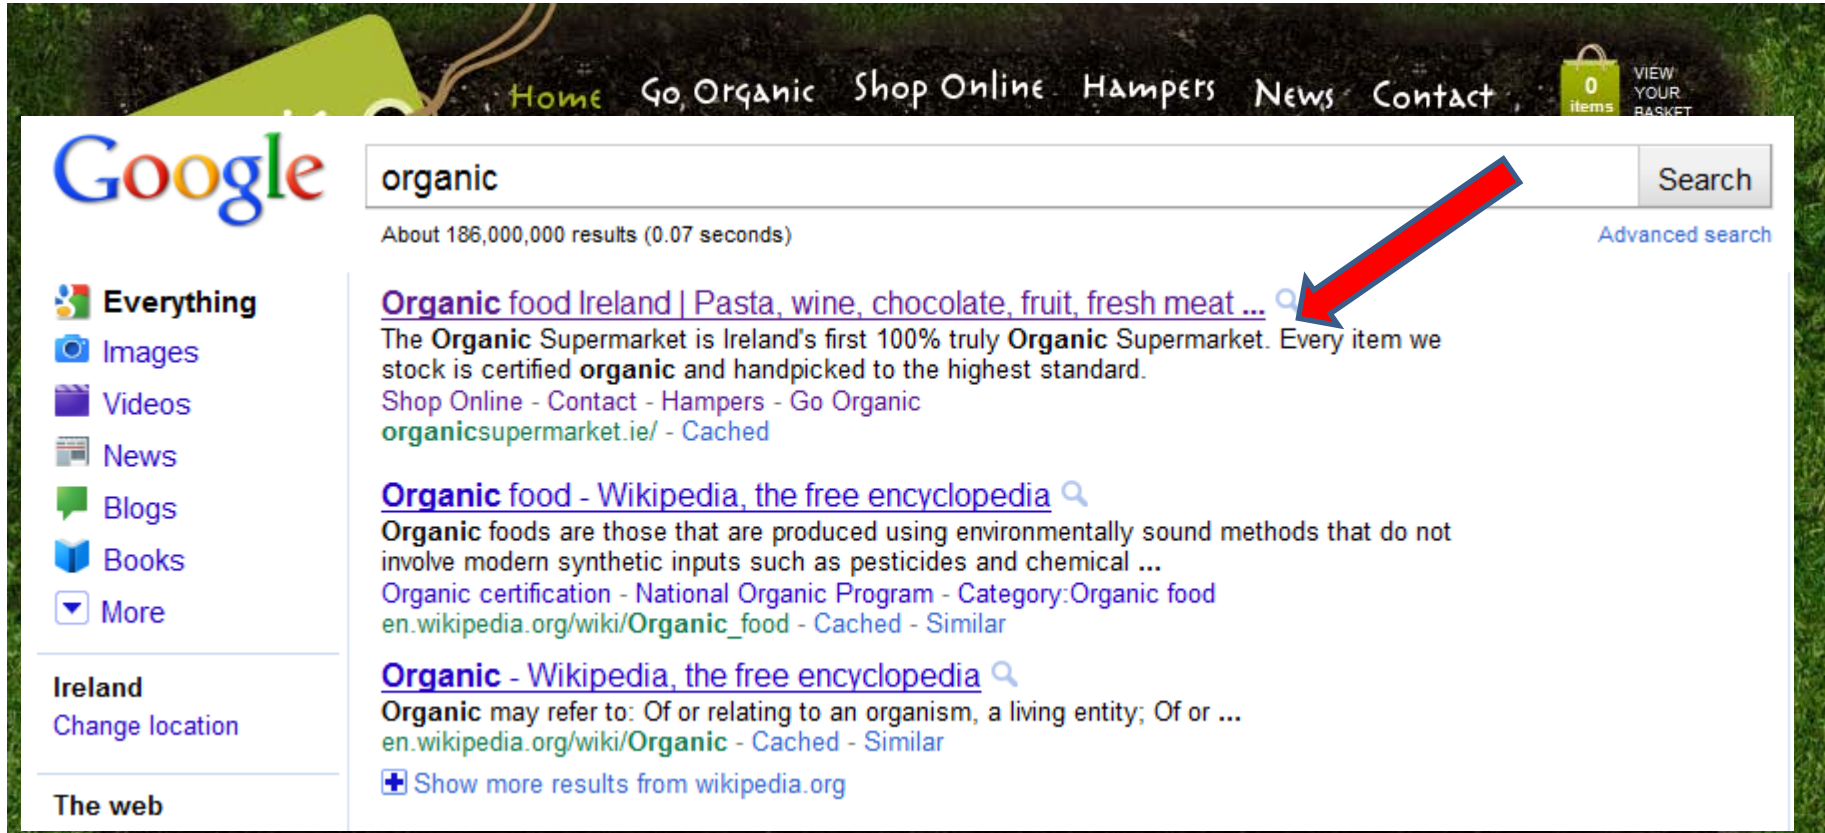 Home Go Organic Shop Online Hampers News Contact
0 items
VIEW
YOUR
BASKET
Google
organic
Search
About 186,000,000 results (0.07 seconds)
Advanced search
Everything
Images
Videos
News
Blogs
Books
More
Ireland
Change location
The web
Organic food Ireland | Pasta, wine, chocolate, fruit, fresh meat ...
The Organic Supermarket is Ireland's first 100% truly Organic Supermarket. Every item we
stock is certified organic and handpicked to the highest standard.
Shop Online - Contact - Hampers - Go Organic
organicsupermarket.ie/ - Cached
Organic food - Wikipedia, the free encyclopedia
Organic foods are those that are produced using environmentally sound methods that do not
involve modern synthetic inputs such as pesticides and chemical ...
Organic certification - National Organic Program - Category:Organic food
en.wikipedia.org/wiki/Organic_food - Cached - Similar
Organic - Wikipedia, the free encyclopedia
Organic may refer to: Of or relating to an organism, a living entity; Of or ...
en.wikipedia.org/wiki/Organic - Cached - Similar
Show more results from wikipedia.org